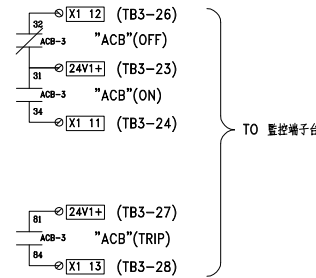 X1 12 (TB3-26)
32
ACB-3 "ACB"(OFF)
24V1+ (TB3-23)
31
ACB-3 "ACB"(ON)
34
X1 11 (TB3-24)
TO 監控端子台
24V1+ (TB3-27)
81
ACB-3 "ACB"(TRIP)
84
X1 13 (TB3-28)